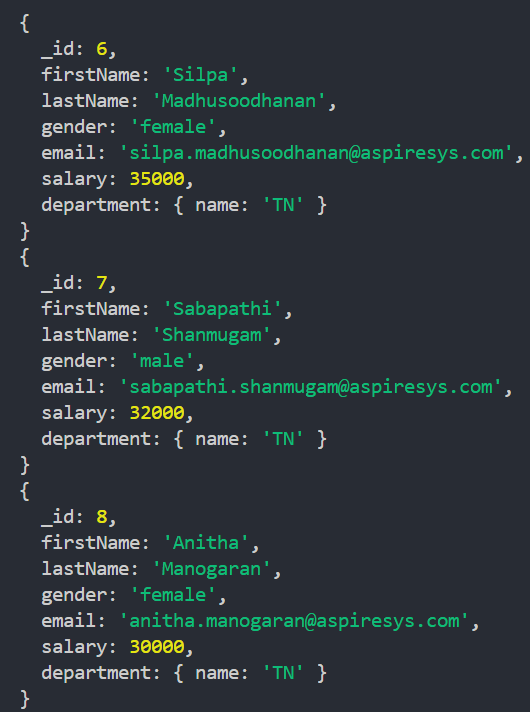 {
  _id: 6,
  firstName: 'Silpa',
  lastName: 'Madhusoodhanan',
  gender: 'female',
  email: 'silpa.madhusoodhanan@aspiresys.com',
  salary: 35000,
  department: { name: 'TN' }
}
{
  _id: 7,
  firstName: 'Sabapathi',
  lastName: 'Shanmugam',
  gender: 'male',
  email: 'sabapathi.shanmugam@aspiresys.com',
  salary: 32000,
  department: { name: 'TN' }
}
{
  _id: 8,
  firstName: 'Anitha',
  lastName: 'Manogaran',
  gender: 'female',
  email: 'anitha.manogaran@aspiresys.com',
  salary: 30000,
  department: { name: 'TN' }
}